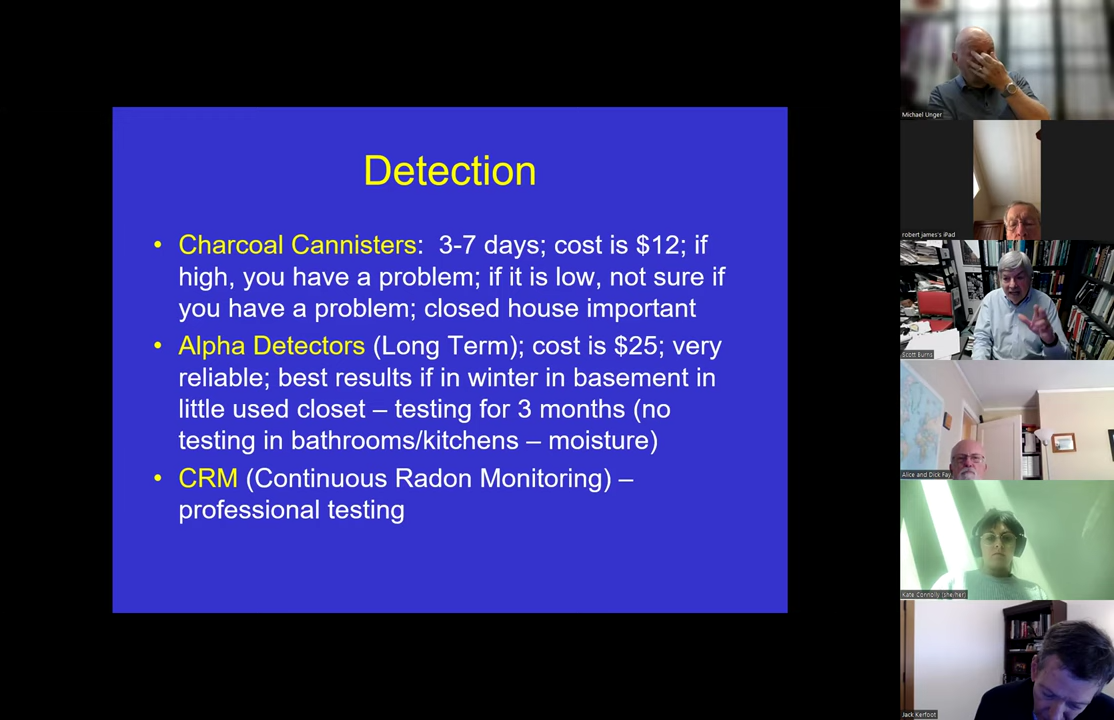 Detection
• Charcoal Cannisters:  3-7 days; cost is $12; if
high, you have a problem; if it is low, not sure if
you have a problem; closed house important
• Alpha Detectors (Long Term); cost is $25; very
reliable; best results if in winter in basement in
little used closet – testing for 3 months (no
testing in bathrooms/kitchens – moisture)
• CRM (Continuous Radon Monitoring) –
professional testing
Michael Unger
robert james's iPad
Scott Burns
Alice and Dick Fay
Kate Connolly (she/her)
Jack Kerfoot